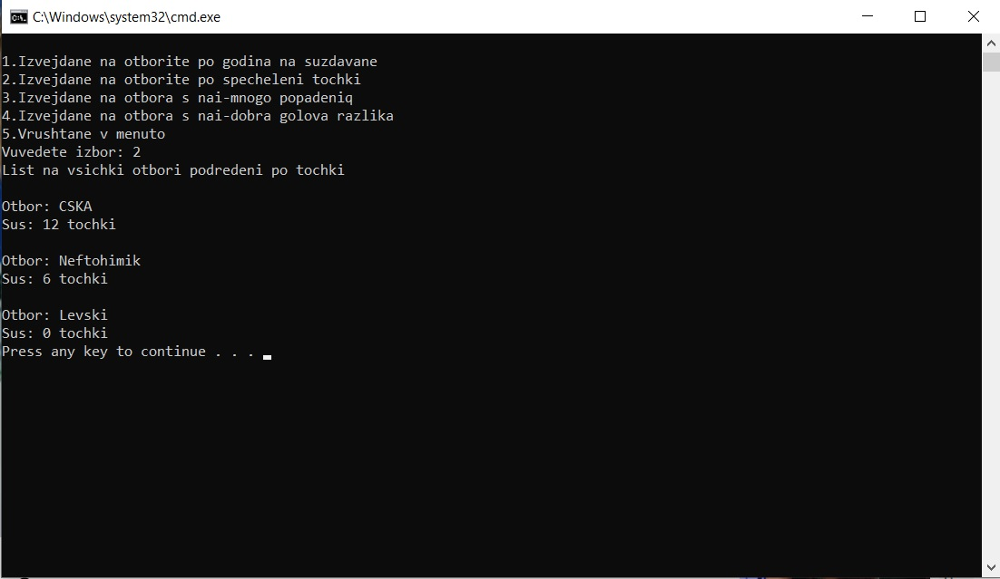 C:\Windows\system32\cmd.exe
1.Izvejdane na otborite po godina na suzdavane
2.Izvejdane na otborite po specheleni tochki
3.Izvejdane na otbora s nai-mnogo popadeniq
4.Izvejdane na otbora s nai-dobra golova razlika
5.Vrushtane v menuto
Vuvedete izbor: 2
List na vsichki otbori podredeni po tochki
Otbor: CSKA
Sus: 12 tochki
Otbor: Neftohimik
Sus: 6 tochki
Otbor: Levski
Sus: 0 tochki
Press any key to continue . . .